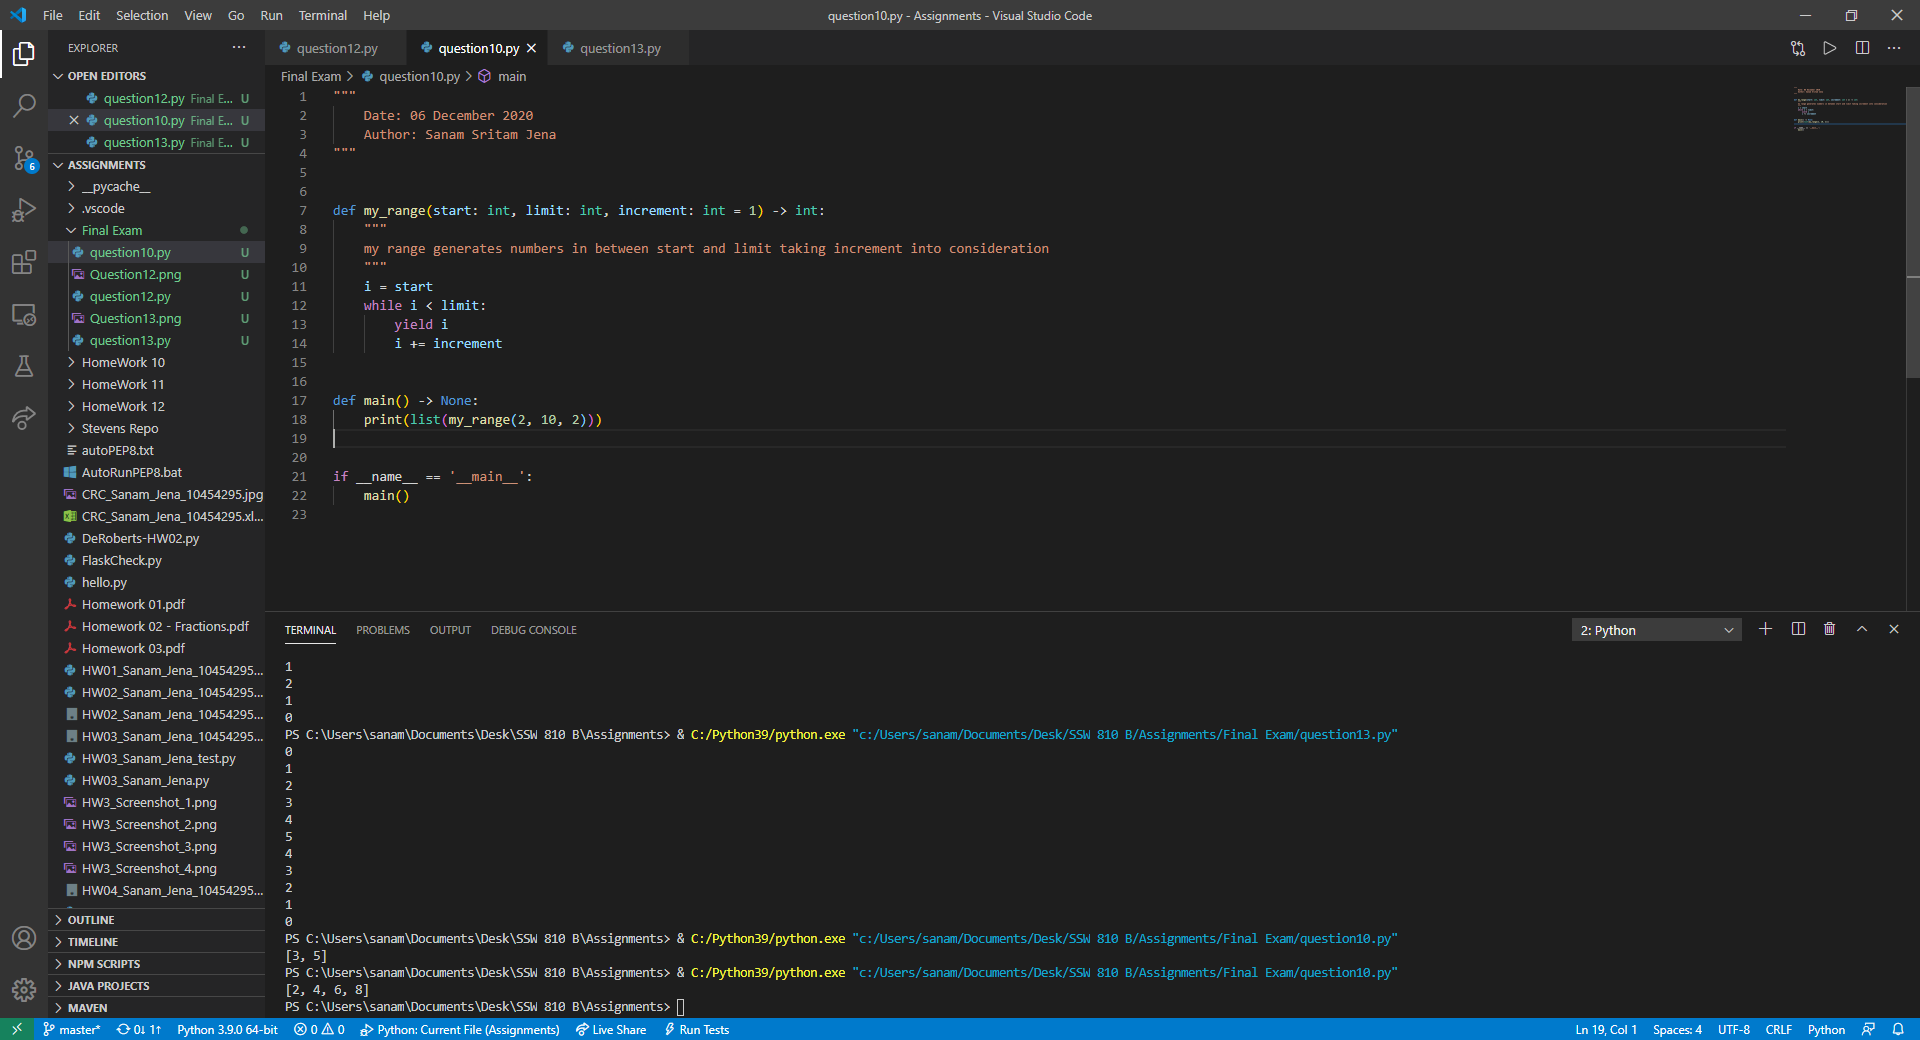 File Edit Selection View Go Run Terminal Help
question10.py - Assignments - Visual Studio Code
EXPLORER
OPEN EDITORS
question12.py Final E... U
question10.py Final E... U
question13.py Final E... U
ASSIGNMENTS
__pycache__
.vscode
Final Exam
question10.py U
Question12.png U
question12.py U
Question13.png U
question13.py U
HomeWork 10
HomeWork 11
HomeWork 12
Stevens Repo
autoPEP8.txt
AutoRunPEP8.bat
CRC_Sanam_Jena_10454295.jpg
CRC_Sanam_Jena_10454295.xl...
DeRoberts-HW02.py
FlaskCheck.py
hello.py
Homework 01.pdf
Homework 02 - Fractions.pdf
Homework 03.pdf
HW01_Sanam_Jena_10454295...
HW02_Sanam_Jena_10454295...
HW02_Sanam_Jena_10454295...
HW03_Sanam_Jena_10454295...
HW03_Sanam_Jena_test.py
HW03_Sanam_Jena.py
HW3_Screenshot_1.png
HW3_Screenshot_2.png
HW3_Screenshot_3.png
HW3_Screenshot_4.png
HW04_Sanam_Jena_10454295...
OUTLINE
TIMELINE
NPM SCRIPTS
JAVA PROJECTS
MAVEN
6
question12.py question10.py question13.py
Final Exam > question10.py > main
1 """
2 Date: 06 December 2020
3 Author: Sanam Sritam Jena
4 """
5
6
7 def my_range(start: int, limit: int, increment: int = 1) -> int:
8 """
9 my range generates numbers in between start and limit taking increment into consideration
10 """
11 i = start
12 while i < limit:
13 yield i
14 i += increment
15
16
17 def main() -> None:
18 print(list(my_range(2, 10, 2)))
19
20
21 if __name__ == '__main__':
22 main()
23
TERMINAL PROBLEMS OUTPUT DEBUG CONSOLE
2: Python
1
2
1
0
PS C:\Users\sanam\Documents\Desk\SSW 810 B\Assignments> & C:/Python39/python.exe "c:/Users/sanam/Documents/Desk/SSW 810 B/Assignments/Final Exam/question13.py"
0
1
2
3
4
5
4
3
2
1
0
PS C:\Users\sanam\Documents\Desk\SSW 810 B\Assignments> & C:/Python39/python.exe "c:/Users/sanam/Documents/Desk/SSW 810 B/Assignments/Final Exam/question10.py"
[3, 5]
PS C:\Users\sanam\Documents\Desk\SSW 810 B\Assignments> & C:/Python39/python.exe "c:/Users/sanam/Documents/Desk/SSW 810 B/Assignments/Final Exam/question10.py"
[2, 4, 6, 8]
PS C:\Users\sanam\Documents\Desk\SSW 810 B\Assignments>
master* 0↓ 1↑ Python 3.9.0 64-bit 0 0 Python: Current File (Assignments) Live Share Run Tests
Ln 19, Col 1 Spaces: 4 UTF-8 CRLF Python